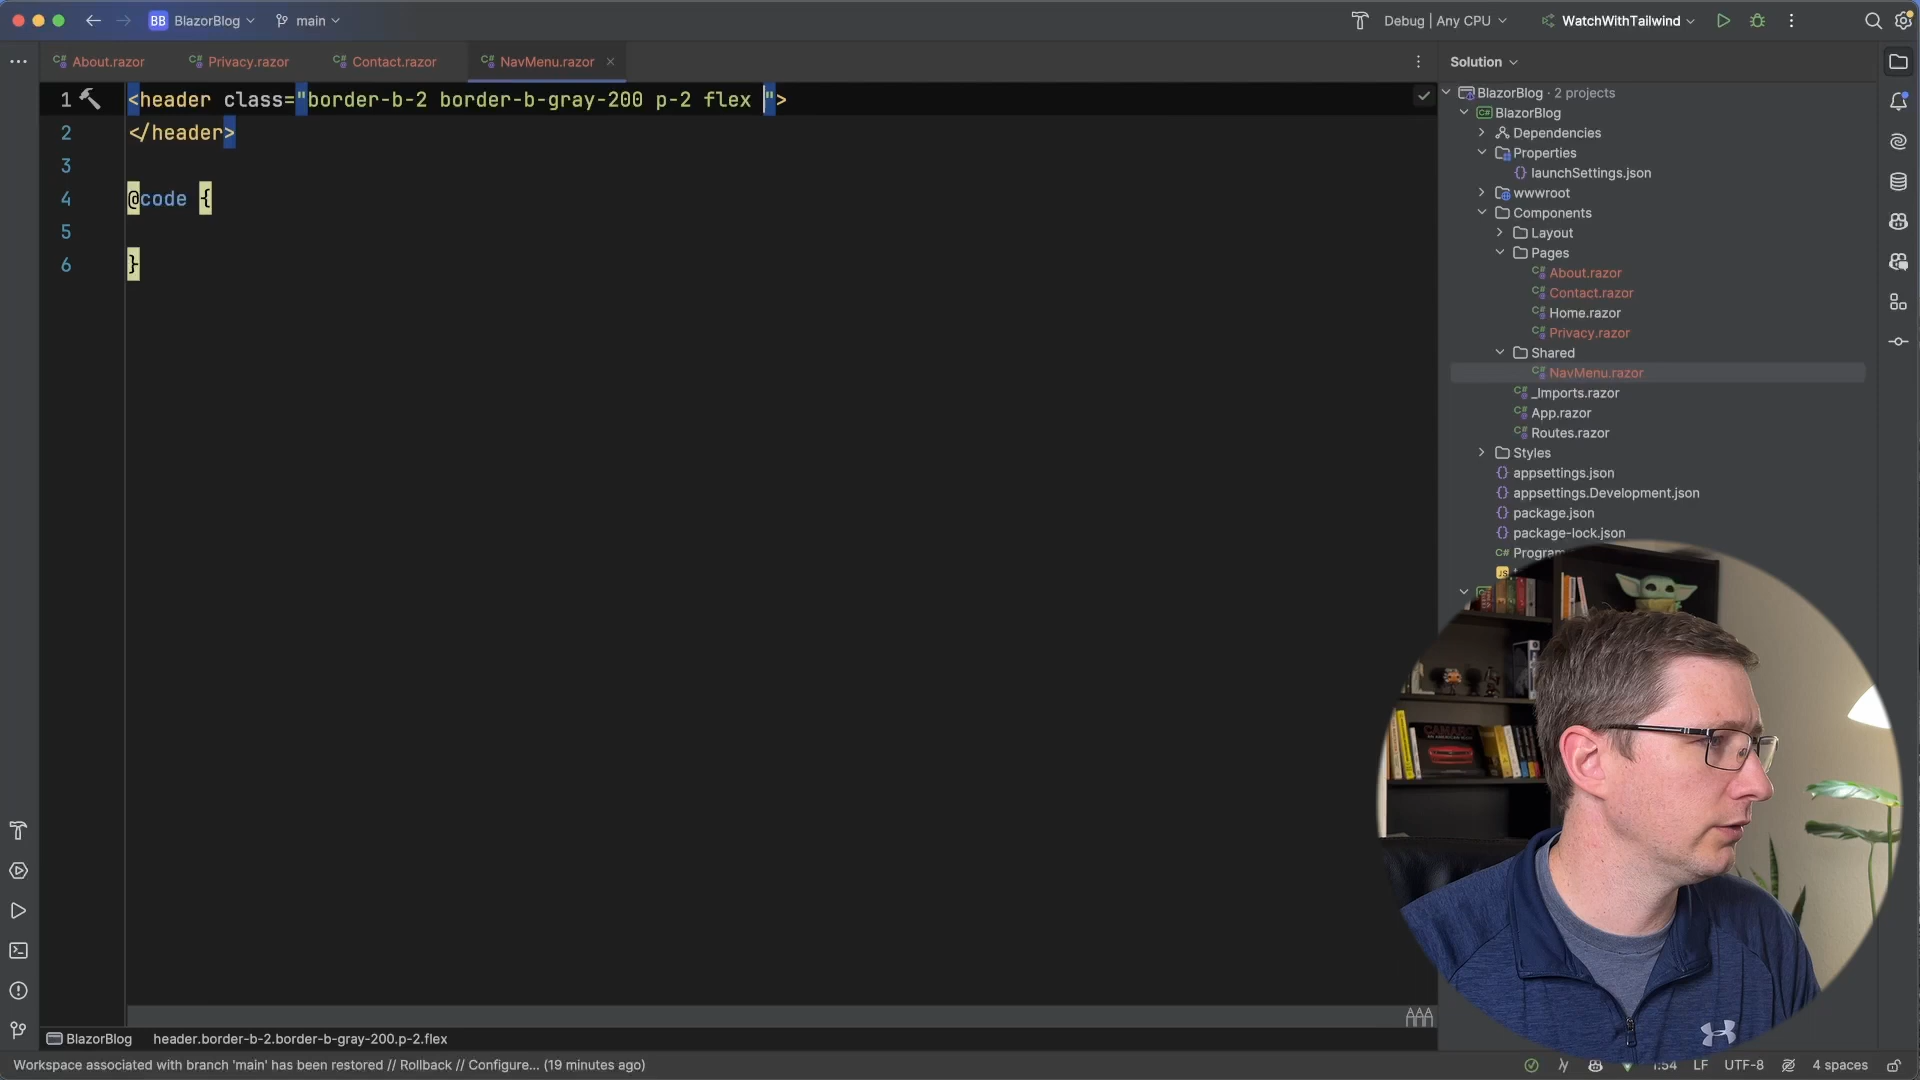 BB BlazorBlog
main
Debug | Any CPU
WatchWithTailwind
About.razor
Privacy.razor
Contact.razor
NavMenu.razor
1 <header class="border-b-2 border-b-gray-200 p-2 flex ">
2 </header>
3
4 @code {
5
6 }
Solution
BlazorBlog · 2 projects
BlazorBlog
Dependencies
Properties
launchSettings.json
wwwroot
Components
Layout
Pages
About.razor
Contact.razor
Home.razor
Privacy.razor
Shared
NavMenu.razor
_Imports.razor
App.razor
Routes.razor
Styles
appsettings.json
appsettings.Development.json
package.json
package-lock.json
C# Program
JS
CAMARO
BlazorBlog
header.border-b-2.border-b-gray-200.p-2.flex
Workspace associated with branch 'main' has been restored // Rollback // Configure... (19 minutes ago)
1:54
LF
UTF-8
4 spaces